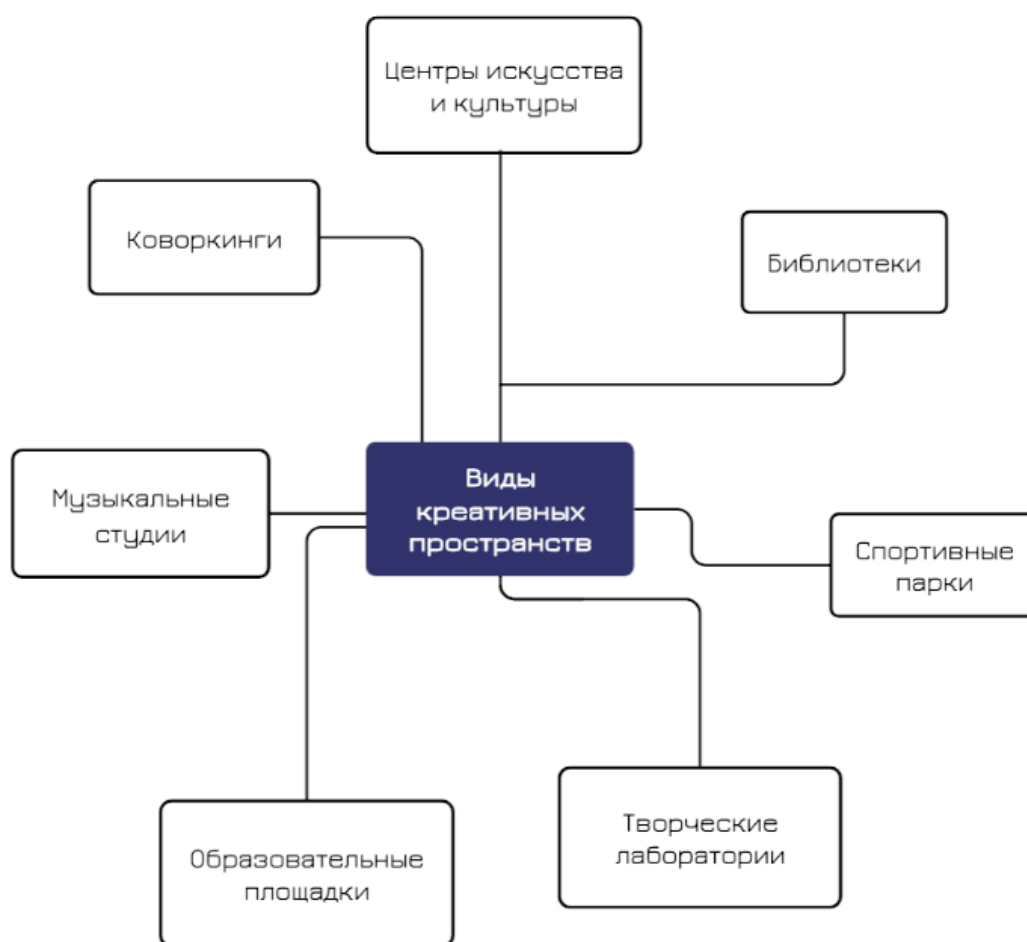 Центры искусства
и культуры
Коворкинги
Библиотеки
Виды
креативных
пространств
Музыкальные
студии
Спортивные
парки
Творческие
лаборатории
Образовательные
площадки